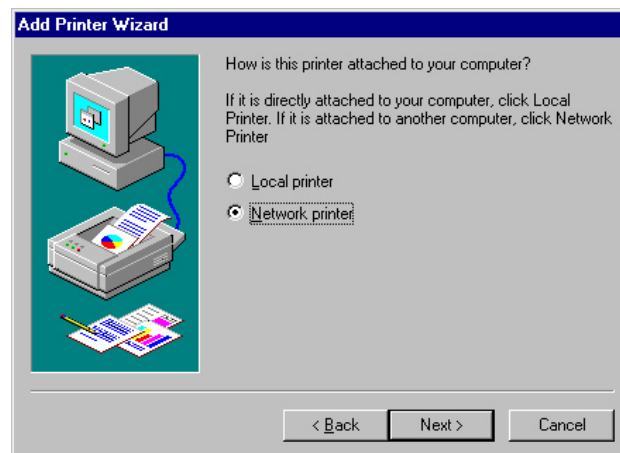 Add Printer Wizard
How is this printer attached to your computer?
If it is directly attached to your computer, click Local
Printer. If it is attached to another computer, click Network
Printer
Local printer
Network printer
< Back
Next >
Cancel